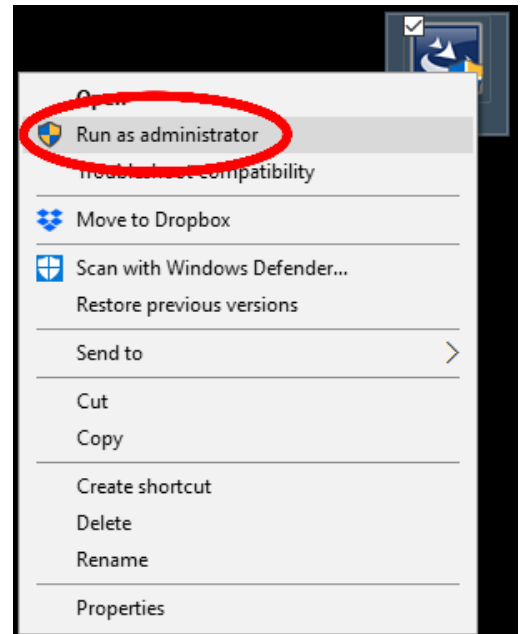 Open
Run as administrator
Troubleshoot compatibility
Move to Dropbox
Scan with Windows Defender...
Restore previous versions
Send to
Cut
Copy
Create shortcut
Delete
Rename
Properties